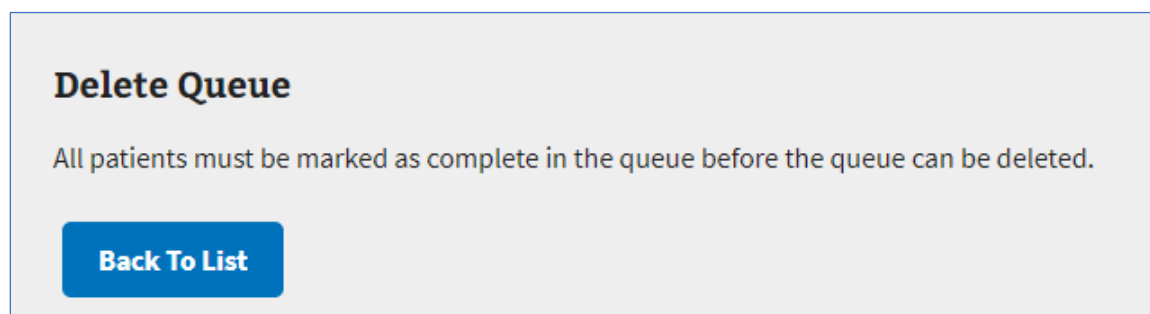 Delete Queue
All patients must be marked as complete in the queue before the queue can be deleted.
Back To List